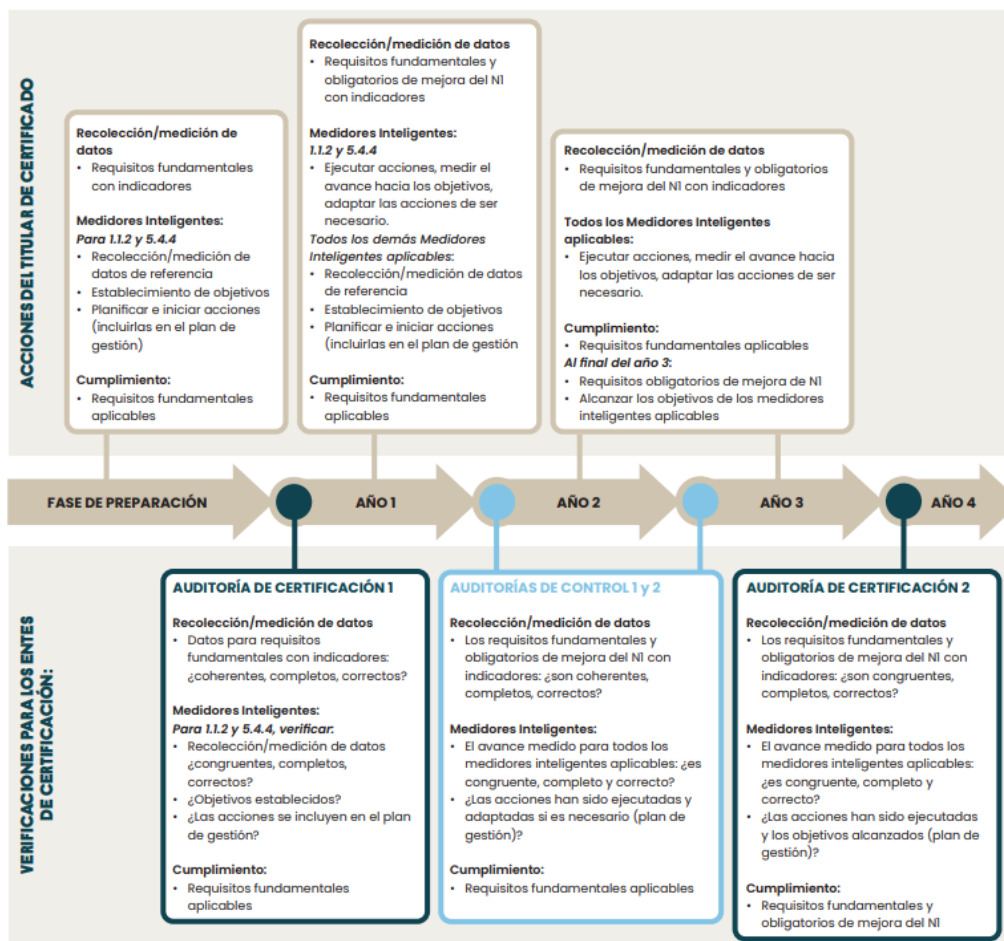 ACCIONES DEL TITULAR DE CERTIFICADO
Recolección/medición de
datos
• Requisitos fundamentales
con indicadores
Medidores Inteligentes:
Para 1.1.2 y 5.4.4
• Recolección/medición de
datos de referencia
• Establecimiento de objetivos
• Planificar e iniciar acciones
(incluirlas en el plan de
gestión)
Cumplimiento:
• Requisitos fundamentales
aplicables
Recolección/medición de datos
• Requisitos fundamentales y
obligatorios de mejora del N1
con indicadores
Medidores Inteligentes:
1.1.2 y 5.4.4
• Ejecutar acciones, medir el
avance hacia los objetivos,
adaptar las acciones de ser
necesario.
Todos los demás Medidores
Inteligentes aplicables:
• Recolección/medición de datos
de referencia
• Establecimiento de objetivos
• Planificar e iniciar acciones
(incluirlas en el plan de gestión
Cumplimiento:
• Requisitos fundamentales
aplicables
Recolección/medición de datos
• Requisitos fundamentales y obligatorios
de mejora del N1 con indicadores
Todos los Medidores Inteligentes
aplicables:
• Ejecutar acciones, medir el avance hacia
los objetivos, adaptar las acciones de ser
necesario.
Cumplimiento:
• Requisitos fundamentales aplicables
Al final del año 3:
• Requisitos obligatorios de mejora de N1
• Alcanzar los objetivos de los medidores
inteligentes aplicables
FASE DE PREPARACIÓN
AÑO 1
AÑO 2
AÑO 3
AÑO 4
VERIFICACIONES PARA LOS ENTES
DE CERTIFICACIÓN:
AUDITORÍA DE CERTIFICACIÓN 1
Recolección/medición de datos
• Datos para requisitos
fundamentales con indicadores:
¿coherentes, completos, correctos?
Medidores Inteligentes:
Para 1.1.2 y 5.4.4, verificar:
• Recolección/medición de datos
¿congruentes, completos,
correctos?
• ¿Objetivos establecidos?
• ¿Las acciones se incluyen en el plan
de gestión?
Cumplimiento:
• Requisitos fundamentales
aplicables
AUDITORÍAS DE CONTROL 1 y 2
Recolección/medición de datos
• Los requisitos fundamentales y
obligatorios de mejora del N1 con
indicadores: ¿son coherentes,
completos, correctos?
Medidores Inteligentes:
• El avance medido para todos los
medidores inteligentes aplicables: ¿es
congruente, completo y correcto?
• ¿Las acciones han sido ejecutadas y
adaptadas si es necesario (plan de
gestión)?
Cumplimiento:
• Requisitos fundamentales aplicables
AUDITORÍA DE CERTIFICACIÓN 2
Recolección/medición de datos
• Los requisitos fundamentales y
obligatorios de mejora del N1 con
indicadores: ¿son congruentes,
completos, correctos?
Medidores Inteligentes:
• El avance medido para todos los
medidores inteligentes aplicables:
¿es congruente, completo y
correcto?
• ¿Las acciones han sido ejecutadas
y los objetivos alcanzados (plan de
gestión)?
Cumplimiento:
• Requisitos fundamentales y
obligatorios de mejora del N1